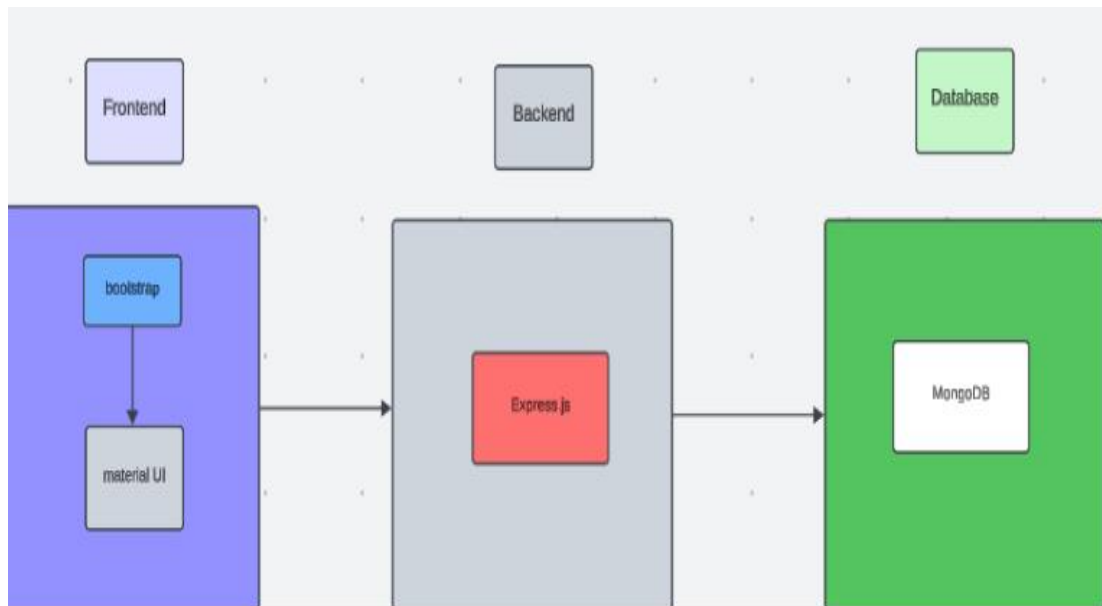 Frontend
Backend
Database
bootstrap
material UI
Express.js
MongoDB